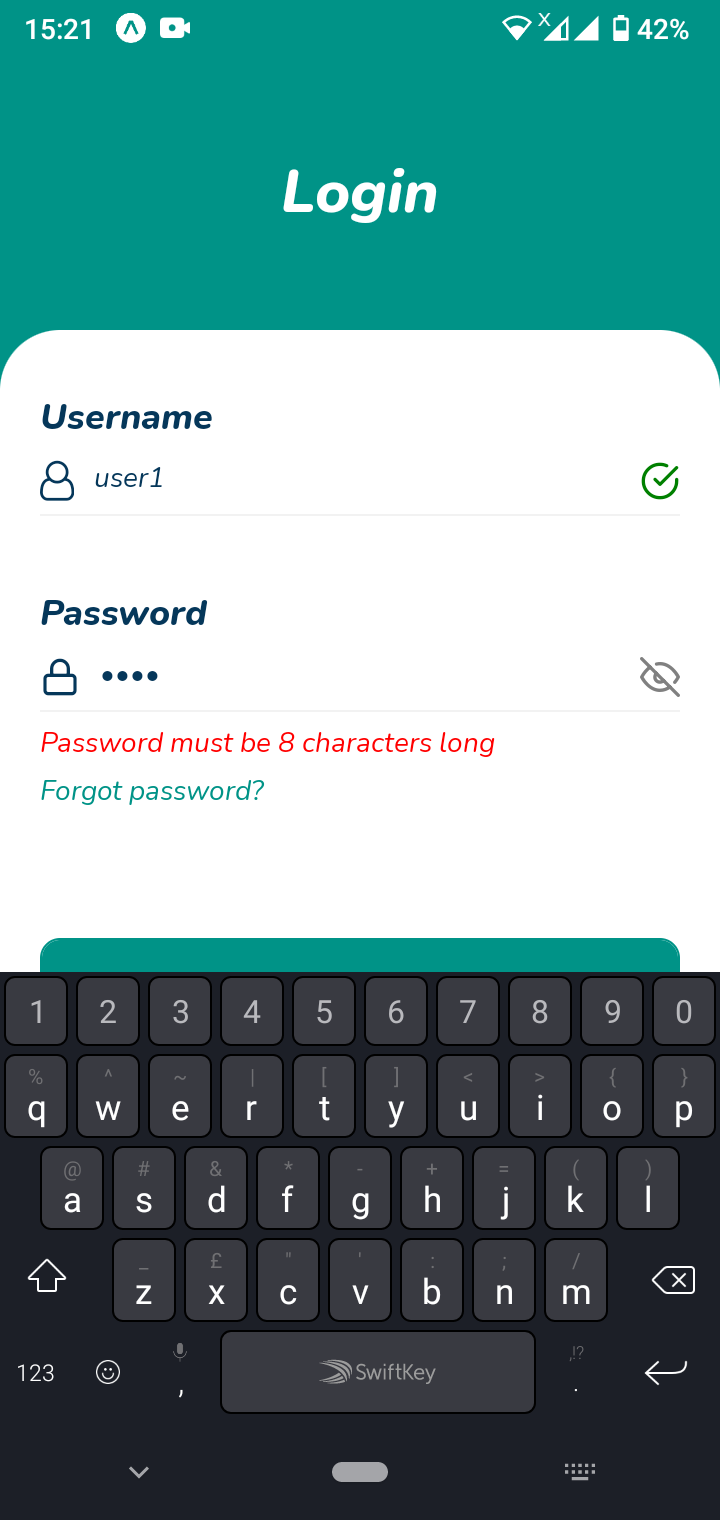 15:21 X 42%
Login
Username
user1
Password
••••
Password must be 8 characters long
Forgot password?
1 2 3 4 5 6 7 8 9 0
% ^ ~ | [ ] < > { }
q w e r t y u i o p
@ # & * - + = ( )
a s d f g h j k l
_ £ " ' : ; /
z x c v b n m
,!?
123 , SwiftKey .